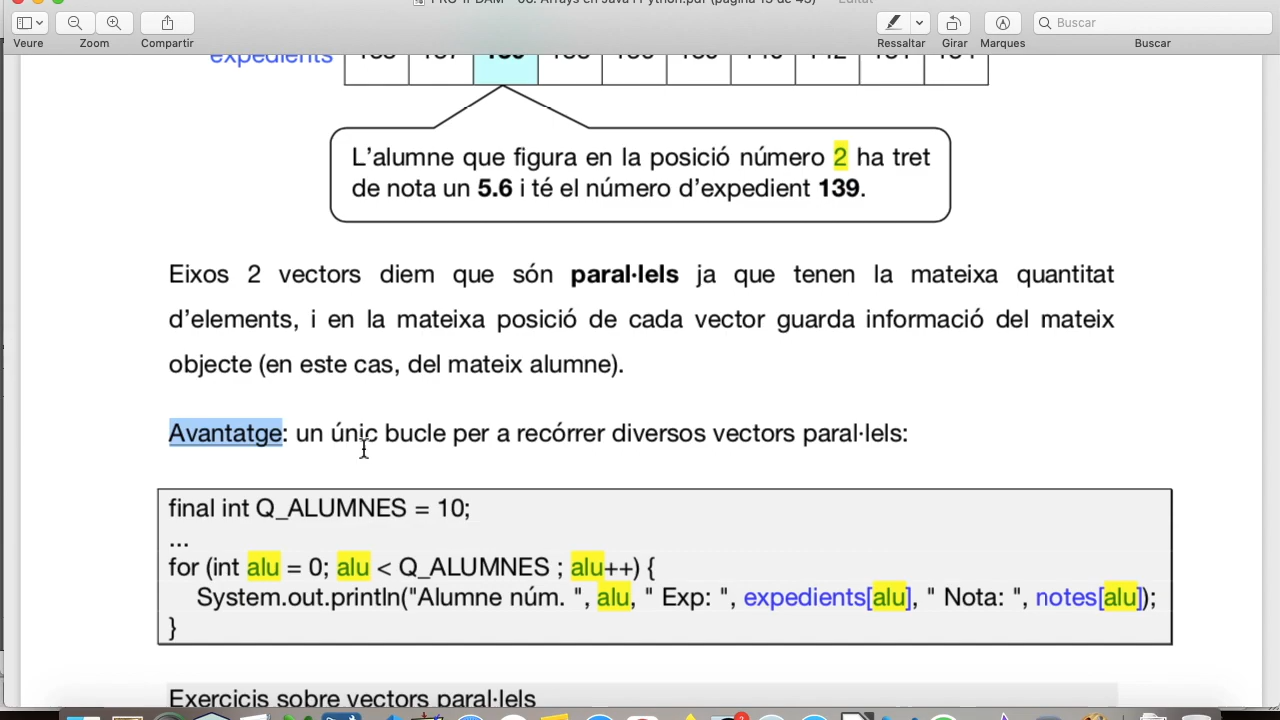 Veure
Zoom
Compartir
Ressaltar
Girar
Marques
Buscar
Buscar
expedients 139
L'alumne que figura en la posició número 2 ha tret
de nota un 5.6 i té el número d'expedient 139.
Eixos 2 vectors diem que són paral·lels ja que tenen la mateixa quantitat
d'elements, i en la mateixa posició de cada vector guarda informació del mateix
objecte (en este cas, del mateix alumne).
Avantatge: un únic bucle per a recórrer diversos vectors paral·lels:
final int Q_ALUMNES = 10;
...
for (int alu = 0; alu < Q_ALUMNES ; alu++) {
System.out.println("Alumne núm. ", alu, " Exp: ", expedients[alu], " Nota: ", notes[alu]);
}
Exercicis sobre vectors paral·lels